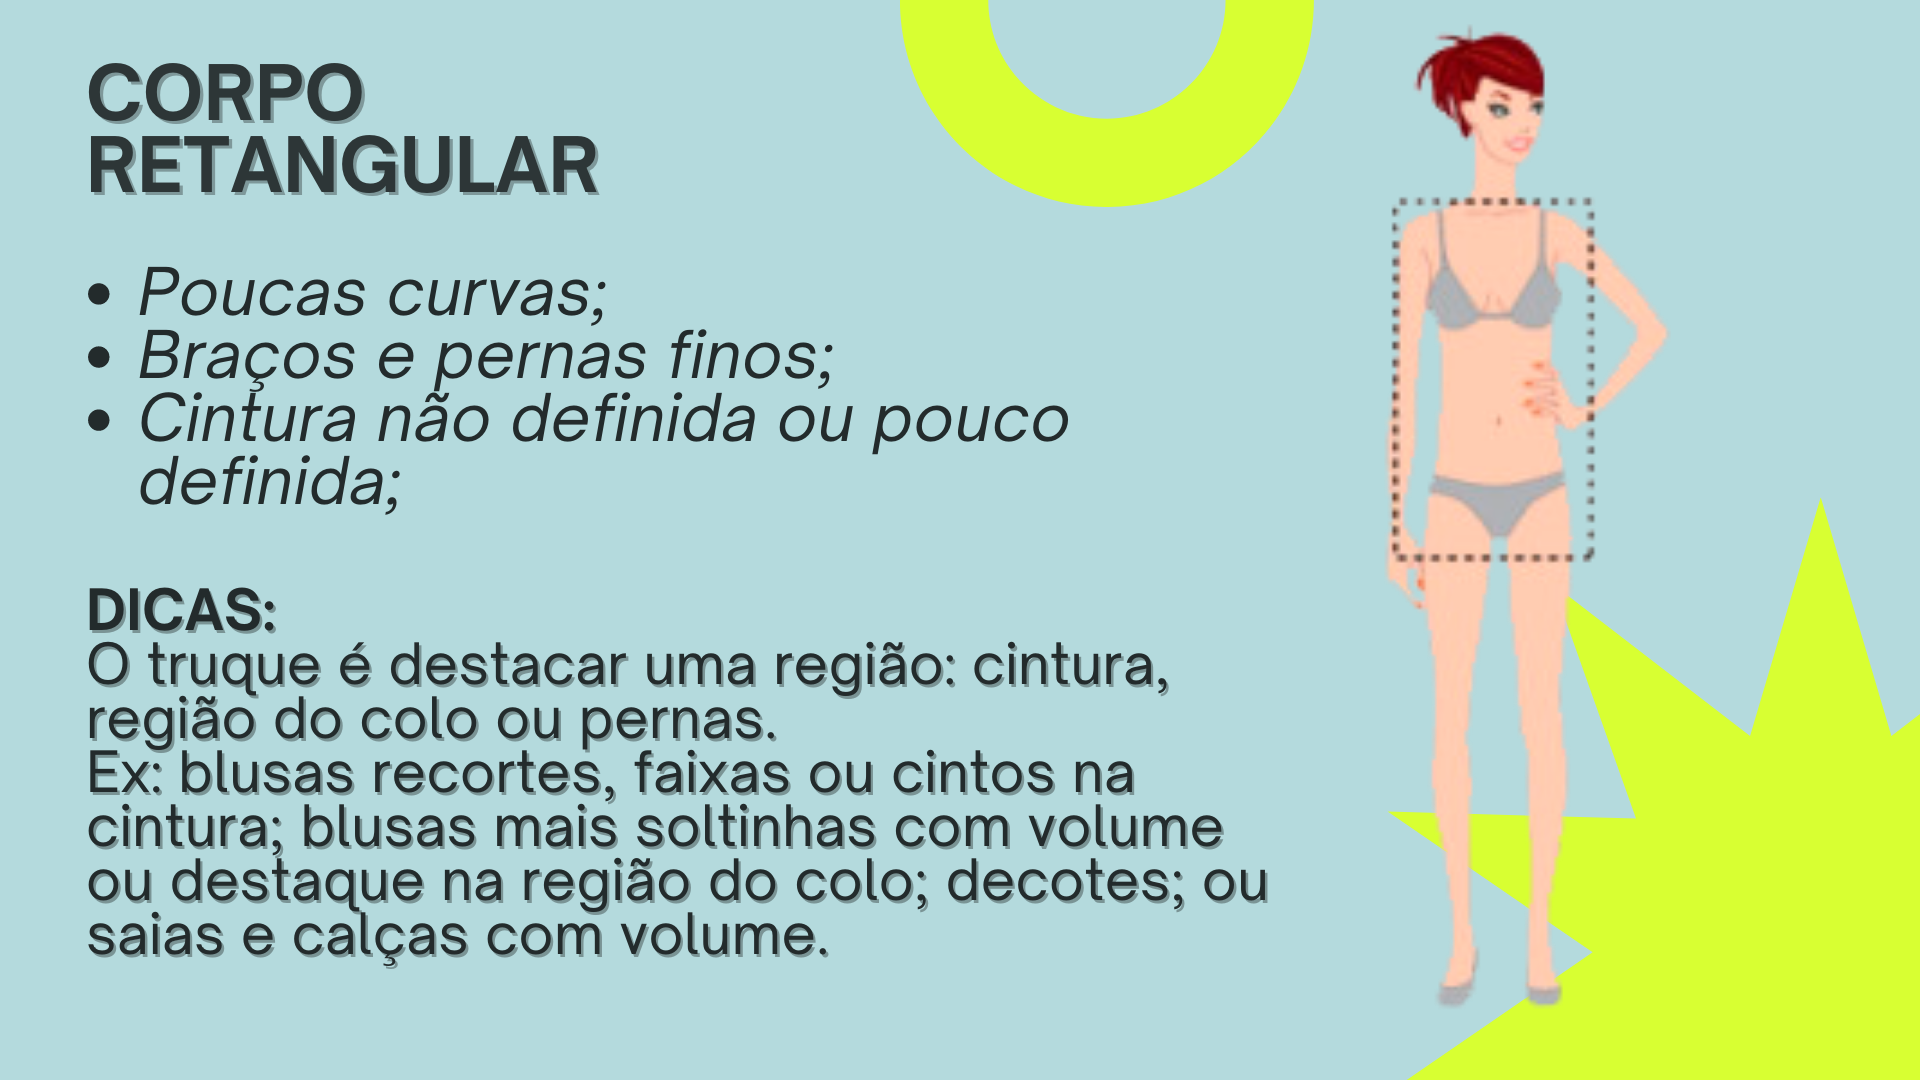 CORPO
RETANGULAR
• Poucas curvas;
• Braços e pernas finos;
• Cintura não definida ou pouco
definida;
DICAS:
O truque é destacar uma região: cintura,
região do colo ou pernas.
Ex: blusas recortes, faixas ou cintos na
cintura; blusas mais soltinhas com volume
ou destaque na região do colo; decotes; ou
saias e calças com volume.